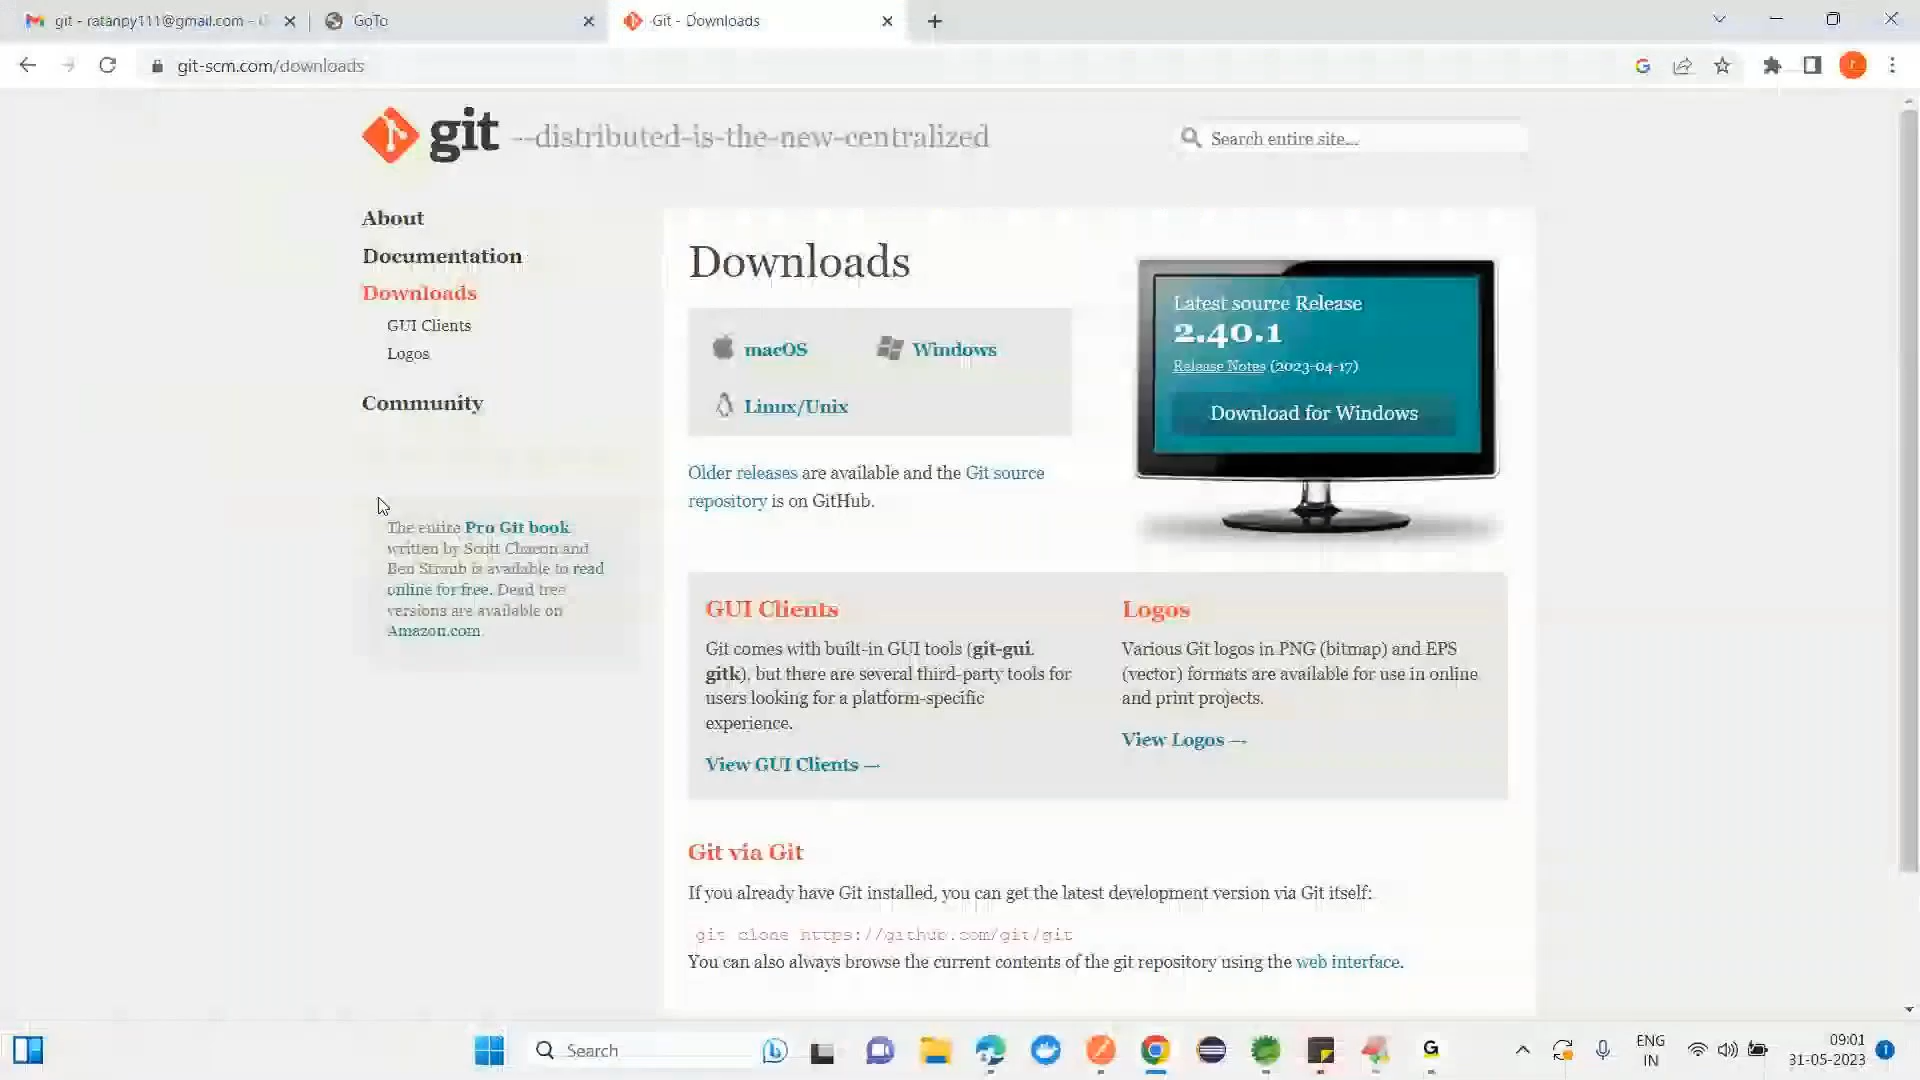 git - ratanpy111@gmail.com -
GoTo
Git - Downloads
git-scm.com/downloads
git --distributed-is-the-new-centralized
Search entire site...
About
Documentation
Downloads
GUI Clients
Logos
Community
The entire Pro Git book
written by Scott Chacon and
Ben Straub is available to read
online for free. Dead tree
versions are available on
Amazon.com.
Downloads
macOS
Windows
Linux/Unix
Older releases are available and the Git source
repository is on GitHub.
Latest source Release
2.40.1
Release Notes (2023-04-17)
Download for Windows
GUI Clients
Git comes with built-in GUI tools (git-gui,
gitk), but there are several third-party tools for
users looking for a platform-specific
experience.
View GUI Clients →
Logos
Various Git logos in PNG (bitmap) and EPS
(vector) formats are available for use in online
and print projects.
View Logos →
Git via Git
If you already have Git installed, you can get the latest development version via Git itself:
git clone https://github.com/git/git
You can also always browse the current contents of the git repository using the web interface.
Search
ENG
IN
09:01
31-05-2023
1